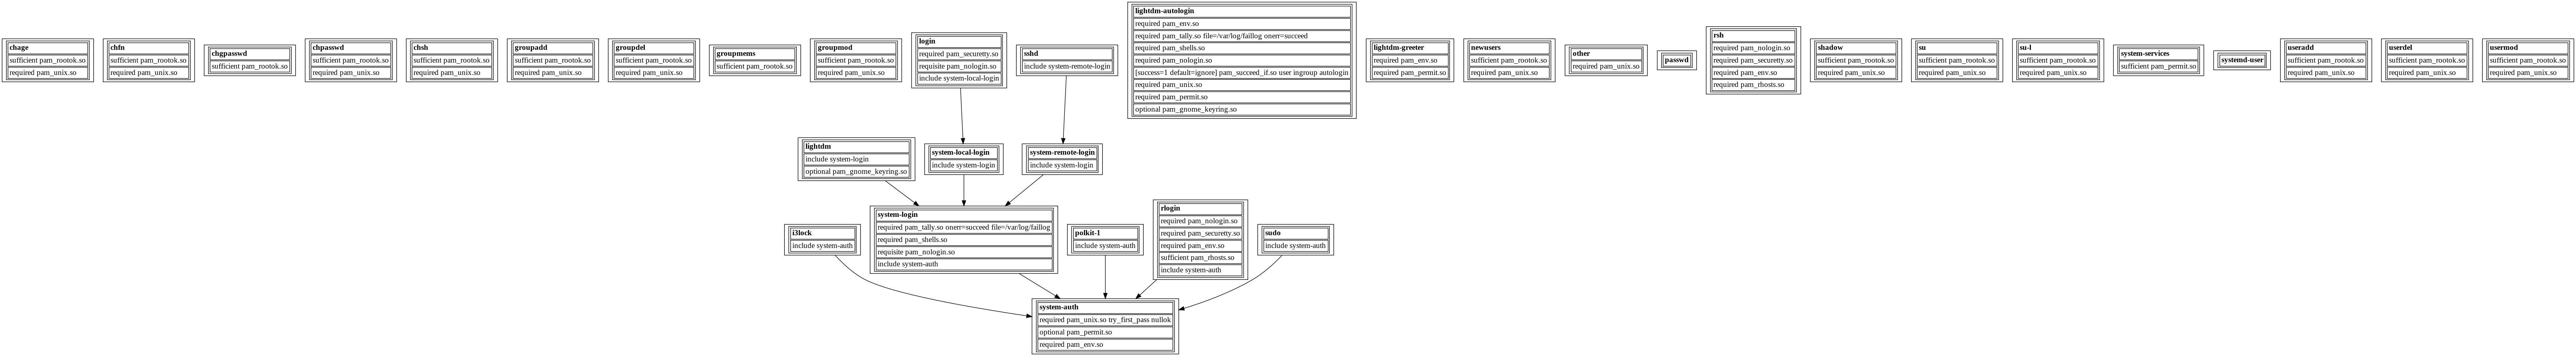 chage
sufficient pam_rootok.so
required pam_unix.so
chfn
sufficient pam_rootok.so
required pam_unix.so
chgpasswd
sufficient pam_rootok.so
chpasswd
sufficient pam_rootok.so
required pam_unix.so
chsh
sufficient pam_rootok.so
required pam_unix.so
groupadd
sufficient pam_rootok.so
required pam_unix.so
groupdel
sufficient pam_rootok.so
required pam_unix.so
groupmems
sufficient pam_rootok.so
groupmod
sufficient pam_rootok.so
required pam_unix.so
login
required pam_securetty.so
requisite pam_nologin.so
include system-local-login
sshd
include system-remote-login
lightdm-autologin
required pam_env.so
required pam_tally.so file=/var/log/faillog onerr=succeed
required pam_shells.so
required pam_nologin.so
[success=1 default=ignore] pam_succeed_if.so user ingroup autologin
required pam_unix.so
required pam_permit.so
optional pam_gnome_keyring.so
lightdm-greeter
required pam_env.so
required pam_permit.so
newusers
sufficient pam_rootok.so
required pam_unix.so
other
required pam_unix.so
passwd
rsh
required pam_nologin.so
required pam_securetty.so
required pam_env.so
required pam_rhosts.so
shadow
sufficient pam_rootok.so
required pam_unix.so
su
sufficient pam_rootok.so
required pam_unix.so
su-l
sufficient pam_rootok.so
required pam_unix.so
system-services
sufficient pam_permit.so
systemd-user
useradd
sufficient pam_rootok.so
required pam_unix.so
userdel
sufficient pam_rootok.so
required pam_unix.so
usermod
sufficient pam_rootok.so
required pam_unix.so
lightdm
include system-login
optional pam_gnome_keyring.so
system-local-login
include system-login
system-remote-login
include system-login
i3lock
include system-auth
system-login
required pam_tally.so onerr=succeed file=/var/log/faillog
required pam_shells.so
requisite pam_nologin.so
include system-auth
polkit-1
include system-auth
rlogin
required pam_nologin.so
required pam_securetty.so
required pam_env.so
sufficient pam_rhosts.so
include system-auth
sudo
include system-auth
system-auth
required pam_unix.so try_first_pass nullok
optional pam_permit.so
required pam_env.so